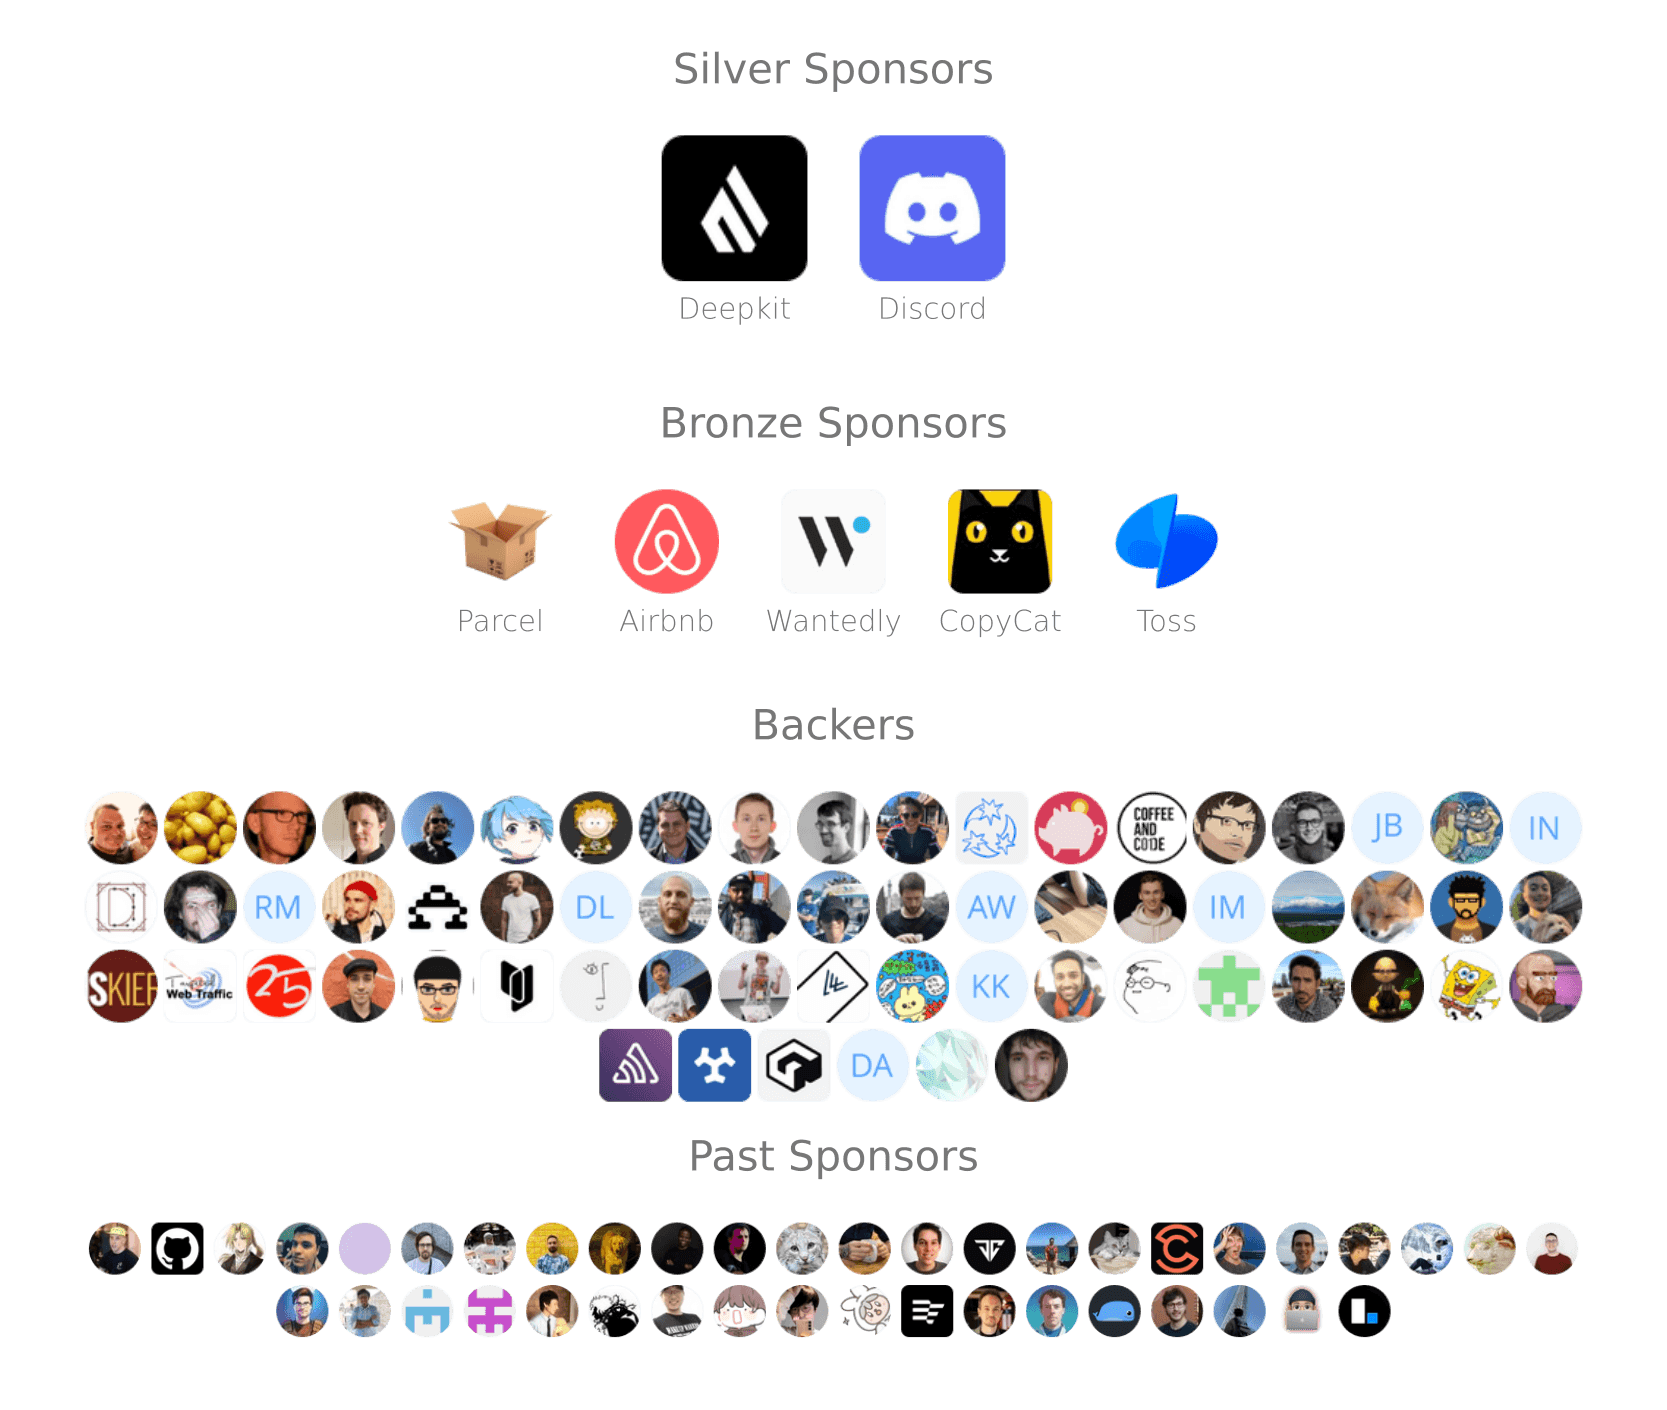 Silver Sponsors
Deepkit Discord
Bronze Sponsors
Parcel Airbnb Wantedly CopyCat Toss
Backers
COFFEE
AND
CODE
JB IN
RM DL AW IM
SKIEF
Web Traffic
25
KK
DA
Past Sponsors